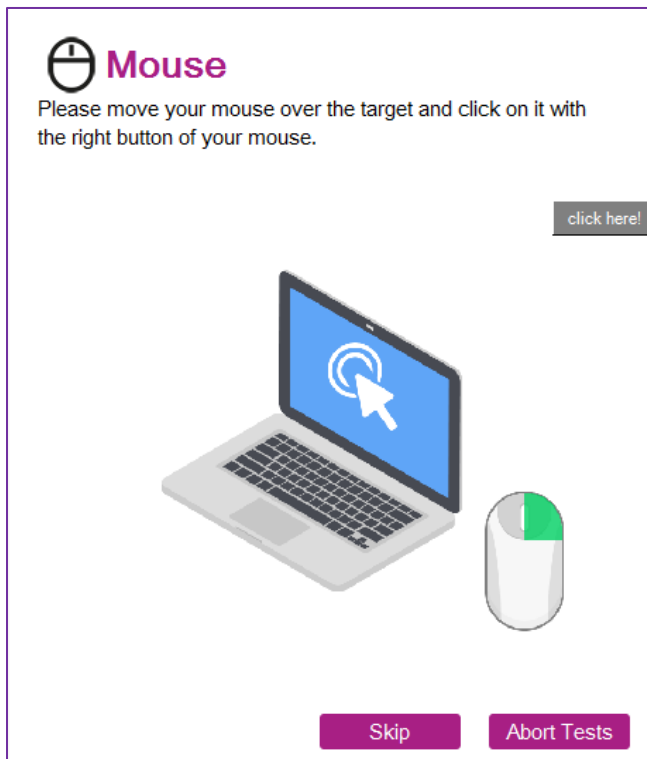 Mouse
Please move your mouse over the target and click on it with
the right button of your mouse.
click here!
Skip
Abort Tests